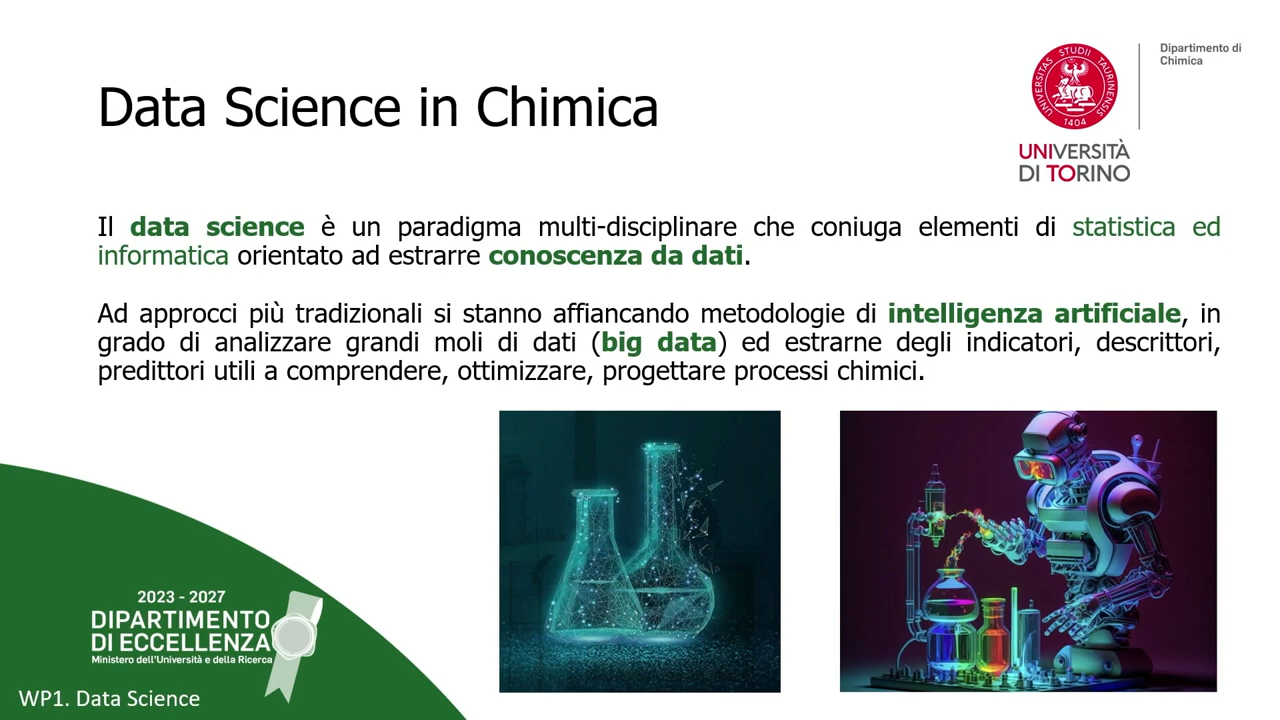 Data Science in Chimica
UNIVERSITAS STUDII TAURINENSIS
1404
UNIVERSITÀ
DI TORINO
Dipartimento di
Chimica
Il data science è un paradigma multi-disciplinare che coniuga elementi di statistica ed
informatica orientato ad estrarre conoscenza da dati.
Ad approcci più tradizionali si stanno affiancando metodologie di intelligenza artificiale, in
grado di analizzare grandi moli di dati (big data) ed estrarne degli indicatori, descrittori,
predittori utili a comprendere, ottimizzare, progettare processi chimici.
2023 - 2027
DIPARTIMENTO
DI ECCELLENZA
Ministero dell'Università e della Ricerca
WP1. Data Science